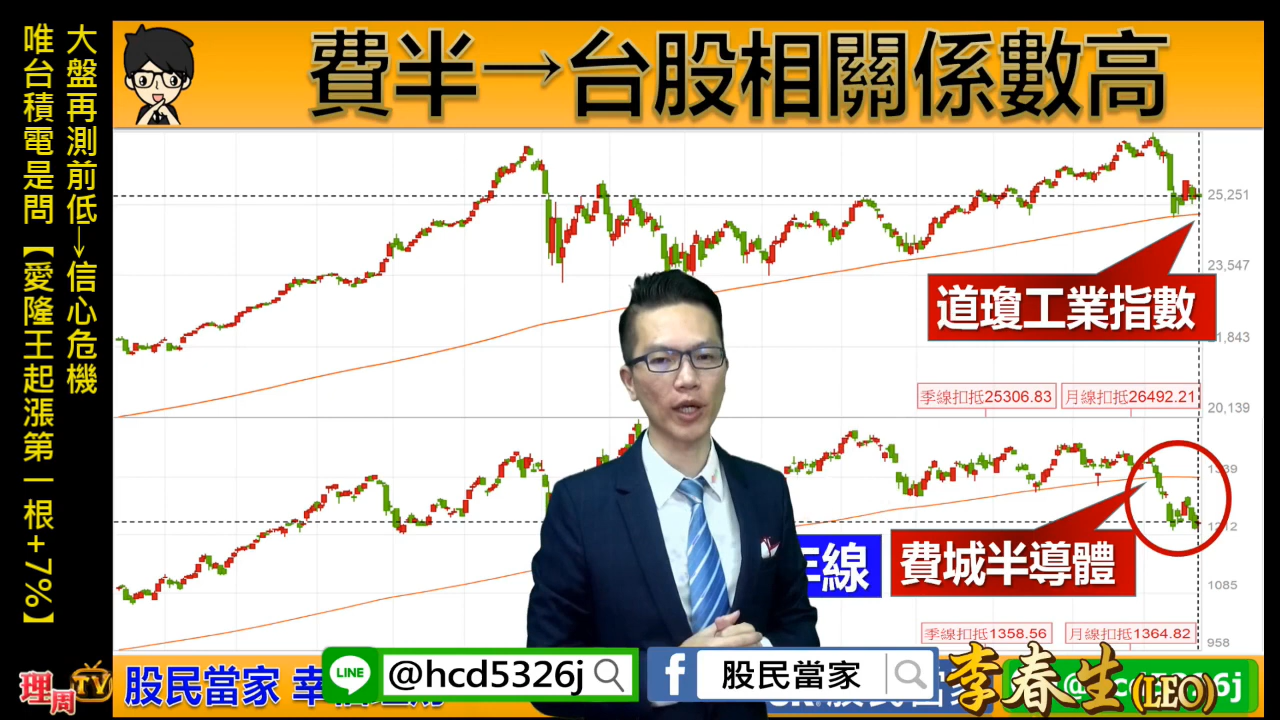 大盤再測前低→信心危機
唯台積電是問【愛隆王起漲第一根+7%】
費半→台股相關係數高
25,251
23,547
道瓊工業指數
21,843
季線扣抵25306.83
月線扣抵26492.21
20,139
1339
1212
年線
費城半導體
1085
季線扣抵1358.56
月線扣抵1364.82
958
理周TV
股民當家 幸福
LINE
@hcd5326j
股民當家
李春生(LEO)